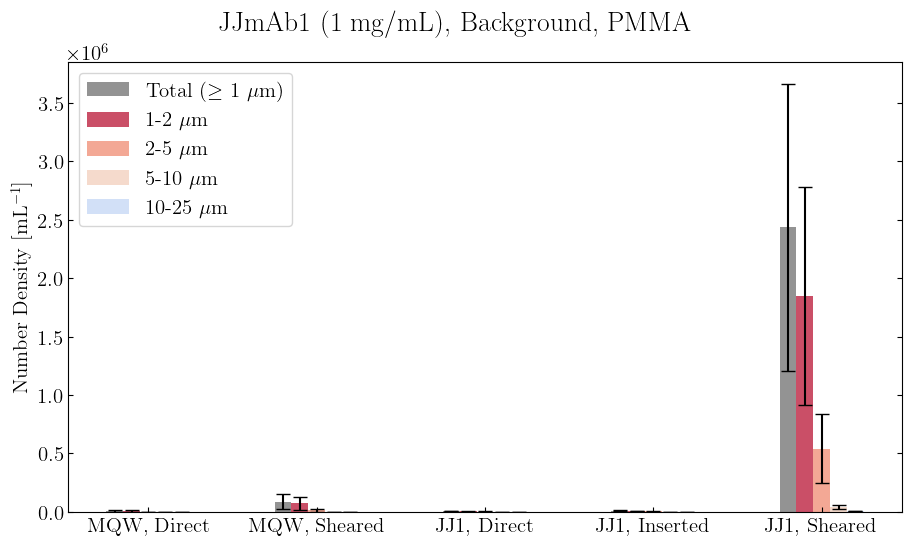 JJmAb1 (1 mg/mL), Background, PMMA
×10⁶
Total (≥ 1 μm)
1-2 μm
2-5 μm
5-10 μm
10-25 μm
Number Density [mL⁻¹]
3.5
3.0
2.5
2.0
1.5
1.0
0.5
0.0
MQW, Direct
MQW, Sheared
JJ1, Direct
JJ1, Inserted
JJ1, Sheared